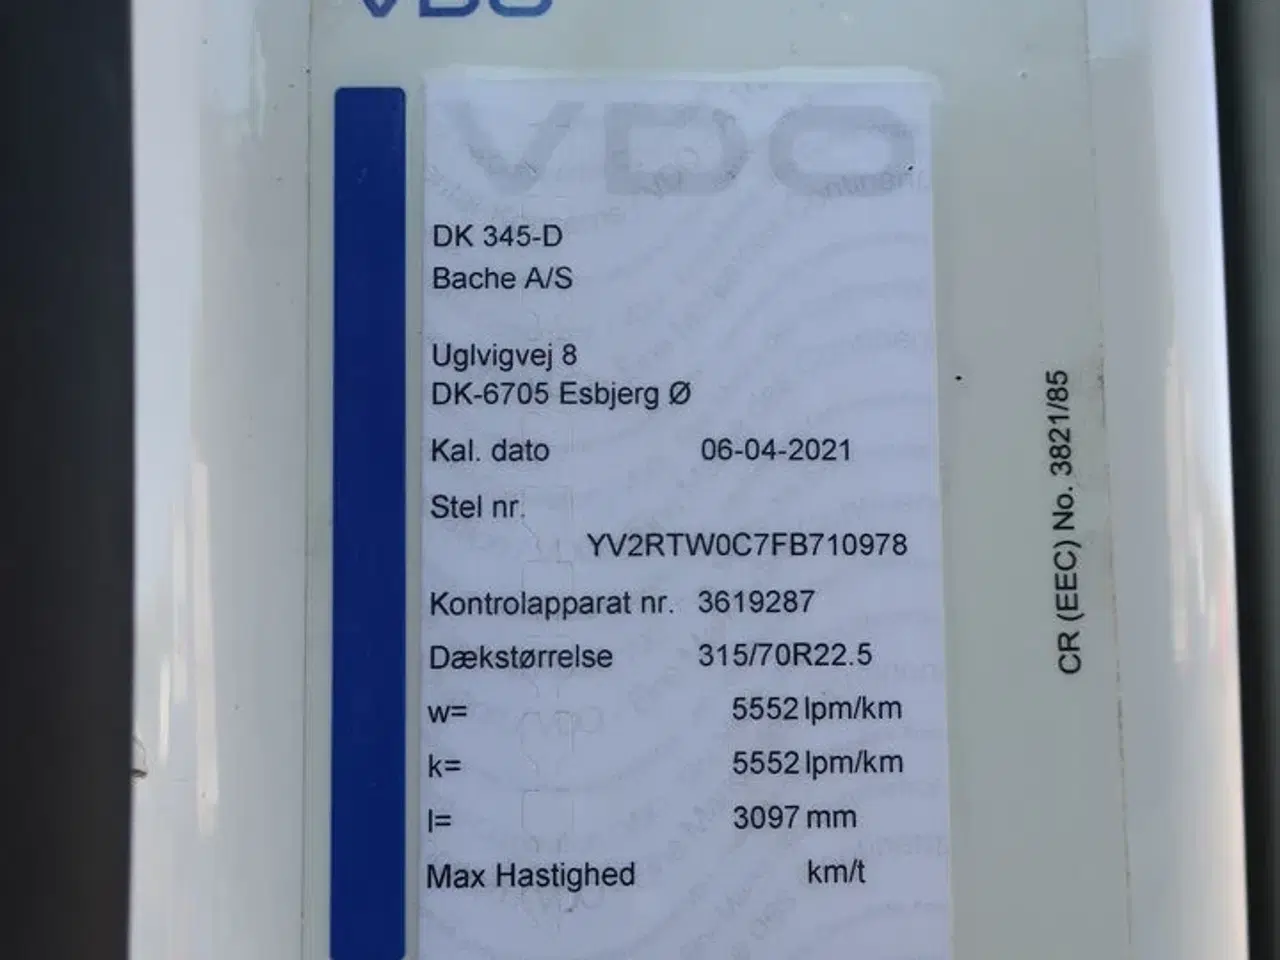 VDO
VDO
DK 345-D
Bache A/S
Uglvigvej 8
DK-6705 Esbjerg Ø
Kal. dato 06-04-2021
Stel nr.
YV2RTW0C7FB710978
Kontrolapparat nr. 3619287
Dækstørrelse 315/70R22.5
w= 5552 lpm/km
k= 5552 lpm/km
l= 3097 mm
Max Hastighed km/t
CR (EEC) No. 3821/85